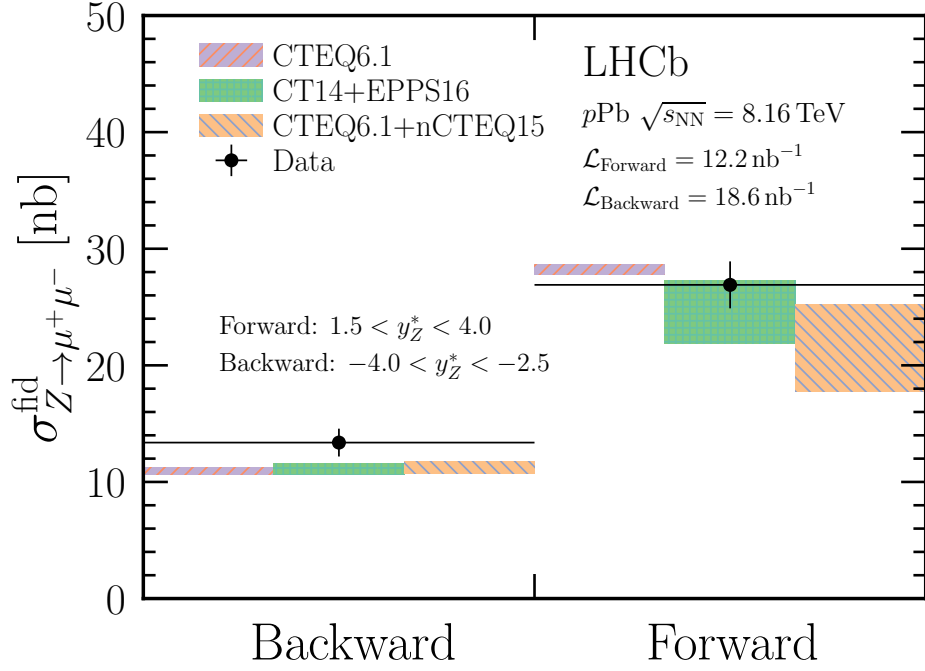 50
40
30
20
10
0
σ^fid_Z→μ⁺μ⁻ [nb]
CTEQ6.1
CT14+EPPS16
CTEQ6.1+nCTEQ15
Data
LHCb
pPb √s_NN = 8.16 TeV
ℒ_Forward = 12.2 nb⁻¹
ℒ_Backward = 18.6 nb⁻¹
Forward: 1.5 < y*_Z < 4.0
Backward: −4.0 < y*_Z < −2.5
Backward Forward